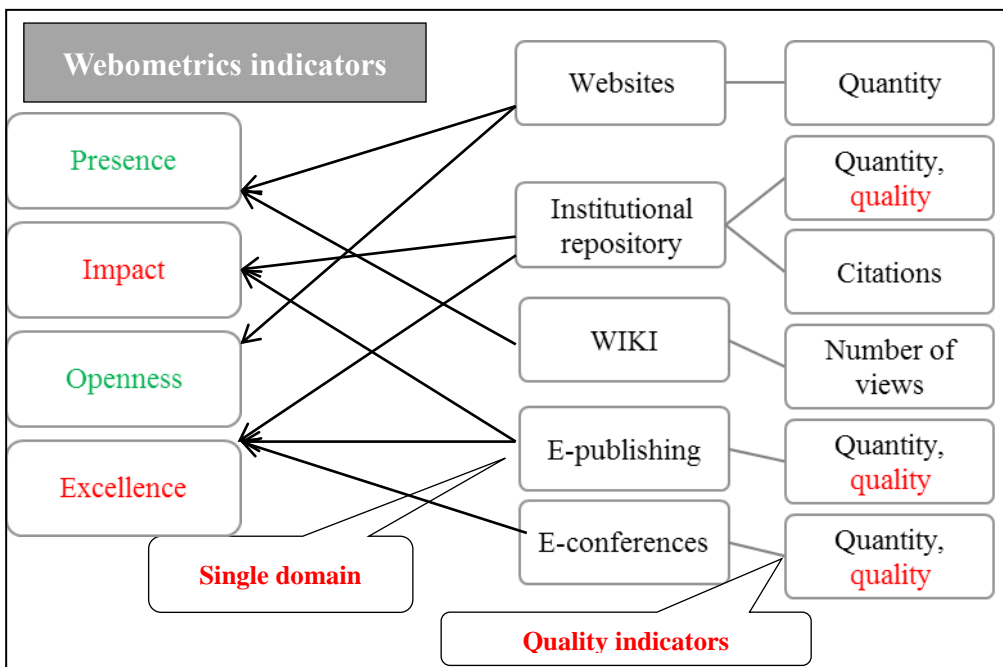 Webometrics indicators
Presence
Impact
Openness
Excellence
Websites
Institutional
repository
WIKI
E-publishing
E-conferences
Quantity
Quantity,
quality
Citations
Number of
views
Quantity,
quality
Quantity,
quality
Single domain
Quality indicators